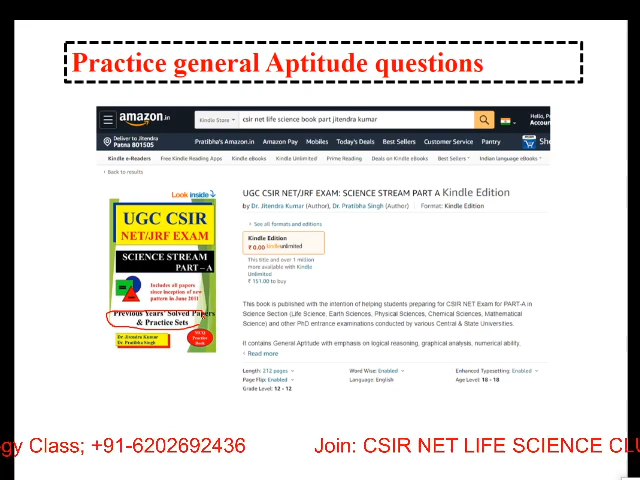 Practice general Aptitude questions
amazon.in
Kindle Store
csir net life science book part jitendra kumar
Hello, P
Accoun
Deliver to Jitendra
Patna 801505
Pratibha's Amazon.in Amazon Pay Mobiles Today's Deals Best Sellers Customer Service Pantry
Kindle e-Readers Free Kindle Reading Apps Kindle eBooks Kindle Unlimited Prime Reading Deals on Kindle eBooks Best Sellers Indian language eBooks
‹ Back to results
Look inside
UGC CSIR
NET/JRF EXAM
SCIENCE STREAM
PART – A
Includes all papers
since inception of new
pattern in June 2011
Previous Years' Solved Papers
& Practice Sets
Dr Jitendra Kumar
Dr Pratibha Singh
MCQ
Practice
Book
UGC CSIR NET/JRF EXAM: SCIENCE STREAM PART A Kindle Edition
by Dr. Jitendra Kumar (Author), Dr. Pratibha Singh (Author) Format: Kindle Edition
See all formats and editions
Kindle Edition
₹ 0.00 kindleunlimited
This title and over 1 million
more available with Kindle
Unlimited
₹ 151.00 to buy
This book is published with the intention of helping students preparing for CSIR NET Exam for PART-A in
Science Section (Life Science, Earth Sciences, Physical Sciences, Chemical Sciences, Mathematical
Science) and other PhD entrance examinations conducted by various Central & State Universities.
It contains General Aptitude with emphasis on logical reasoning, graphical analysis, numerical ability,
Read more
Length: 212 pages Word Wise: Enabled Enhanced Typesetting: Enabled
Page Flip: Enabled Language: English Age Level: 18 - 18
Grade Level: 12 - 12
ogy Class; +91-6202692436 Join: CSIR NET LIFE SCIENCE CLU